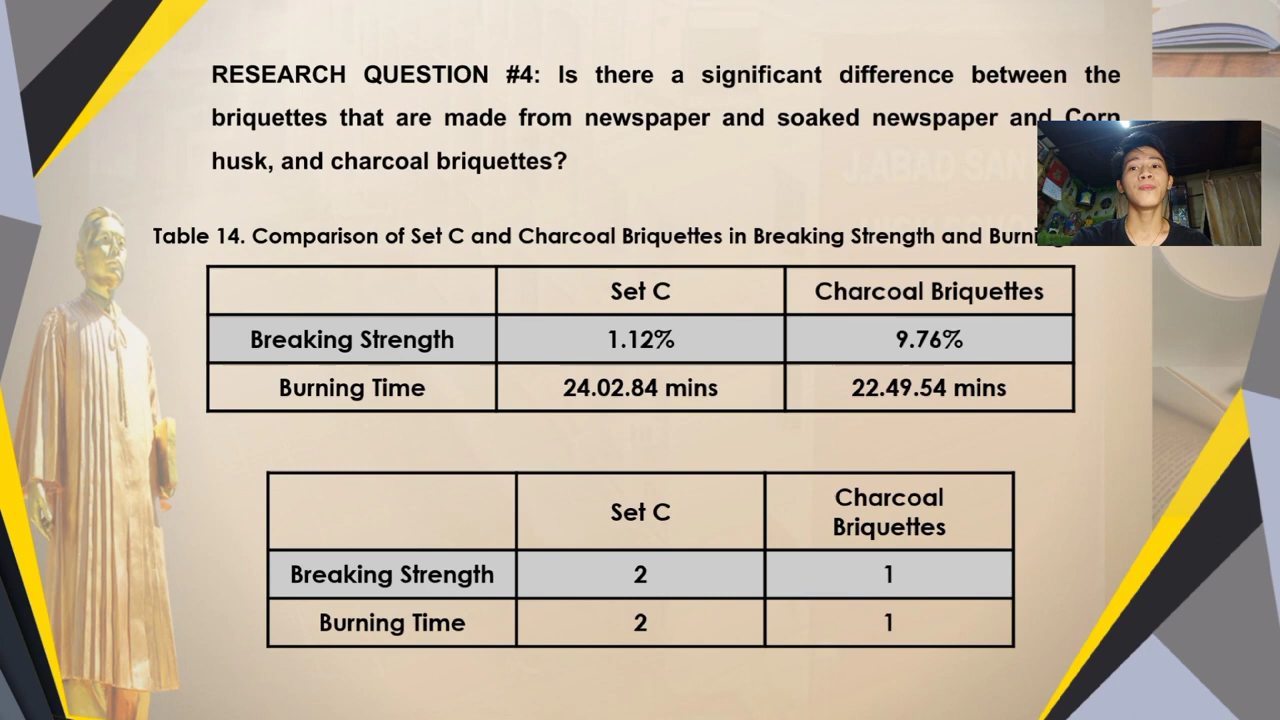 RESEARCH QUESTION #4: Is there a significant difference between the
briquettes that are made from newspaper and soaked newspaper and Corn
husk, and charcoal briquettes?
J.ABAD SAN
Table 14. Comparison of Set C and Charcoal Briquettes in Breaking Strength and
Set C Charcoal Briquettes
Breaking Strength 1.12% 9.76%
Burning Time 24.02.84 mins 22.49.54 mins
Set C Charcoal
Briquettes
Breaking Strength 2 1
Burning Time 2 1